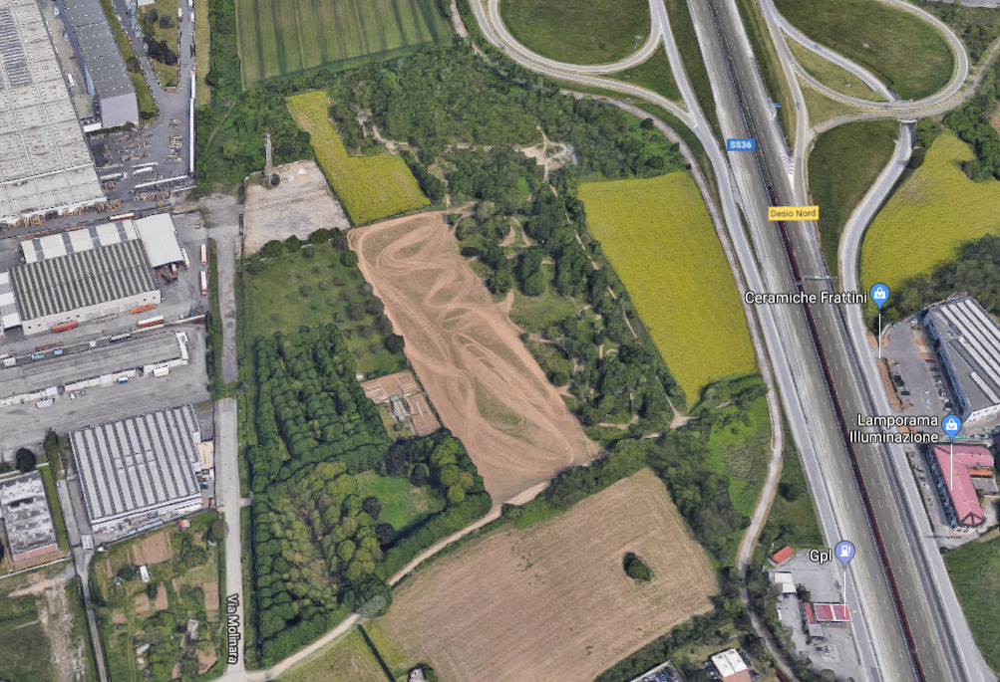 SS36
Desio Nord
Ceramiche Frattini
Lamporama
Illuminazione
Gpl
Via Molinara